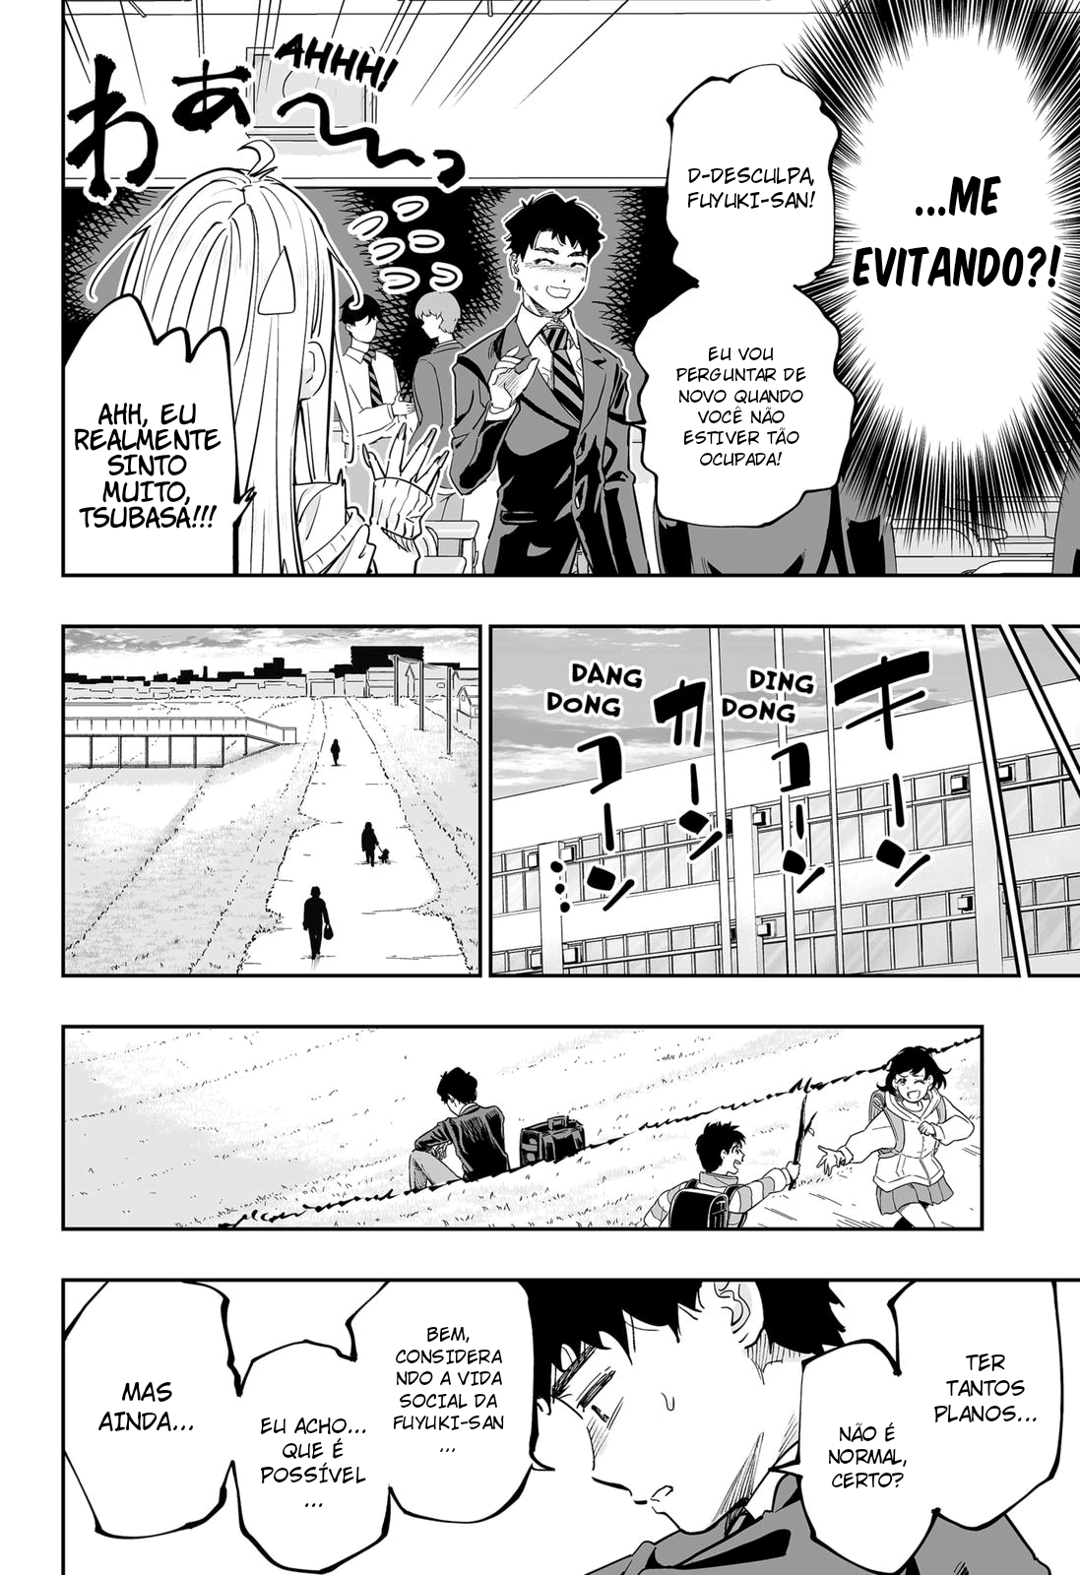 ...ME
EVITANDO?!
D-DESCULPA,
FUYUKI-SAN!
EU VOU
PERGUNTAR DE
NOVO QUANDO
VOCÊ NÃO
ESTIVER TÃO
OCUPADA!
AHHH!
わぁ〜〜っ
AHH, EU
REALMENTE
SINTO
MUITO,
TSUBASA!!!
キーン
コーン
DING
DONG
カーン
コーン…
DANG
DONG
TER
TANTOS
PLANOS...
NÃO É
NORMAL,
CERTO?
BEM,
CONSIDERA
NDO A VIDA
SOCIAL DA
FUYUKI-SAN
...
EU ACHO...
QUE É
POSSÍVEL
...
MAS
AINDA...